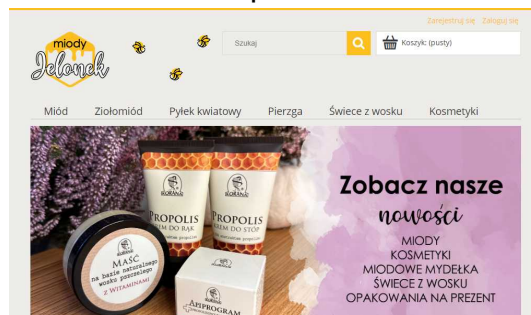 Zarejestruj się Zaloguj się
miody
Jelonek
Szukaj
Koszyk: (pusty)
Miód Ziołomiód Pyłek kwiatowy Pierzga Świece z wosku Kosmetyki
Zobacz nasze
nowości
MIODY
KOSMETYKI
MIODOWE MYDEŁKA
ŚWIECE Z WOSKU
OPAKOWANIA NA PREZENT
PROPOLIS
KREM DO RĄK
PROPOLIS
KREM DO STÓP
MAŚĆ
na bazie naturalnego
wosku pszczelego
Z WITAMINAMI
APIPROGRAM